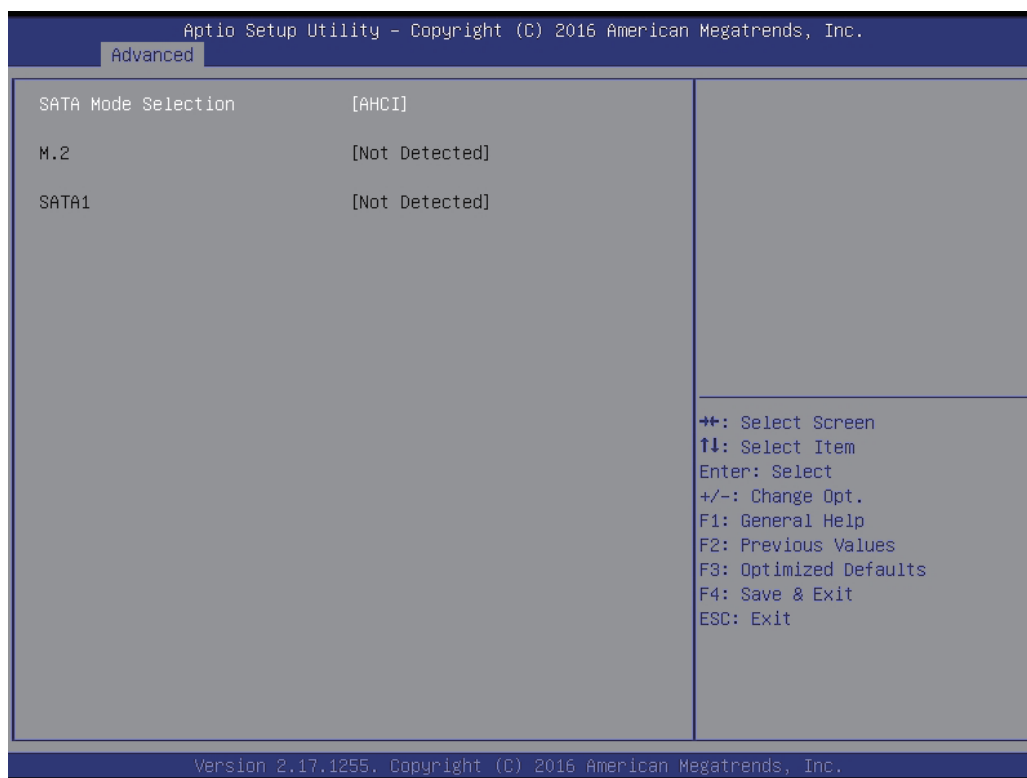 Aptio Setup Utility – Copyright (C) 2016 American Megatrends, Inc.
Advanced
SATA Mode Selection [AHCI]
M.2 [Not Detected]
SATA1 [Not Detected]
→←: Select Screen
↑↓: Select Item
Enter: Select
+/-: Change Opt.
F1: General Help
F2: Previous Values
F3: Optimized Defaults
F4: Save & Exit
ESC: Exit
Version 2.17.1255. Copyright (C) 2016 American Megatrends, Inc.